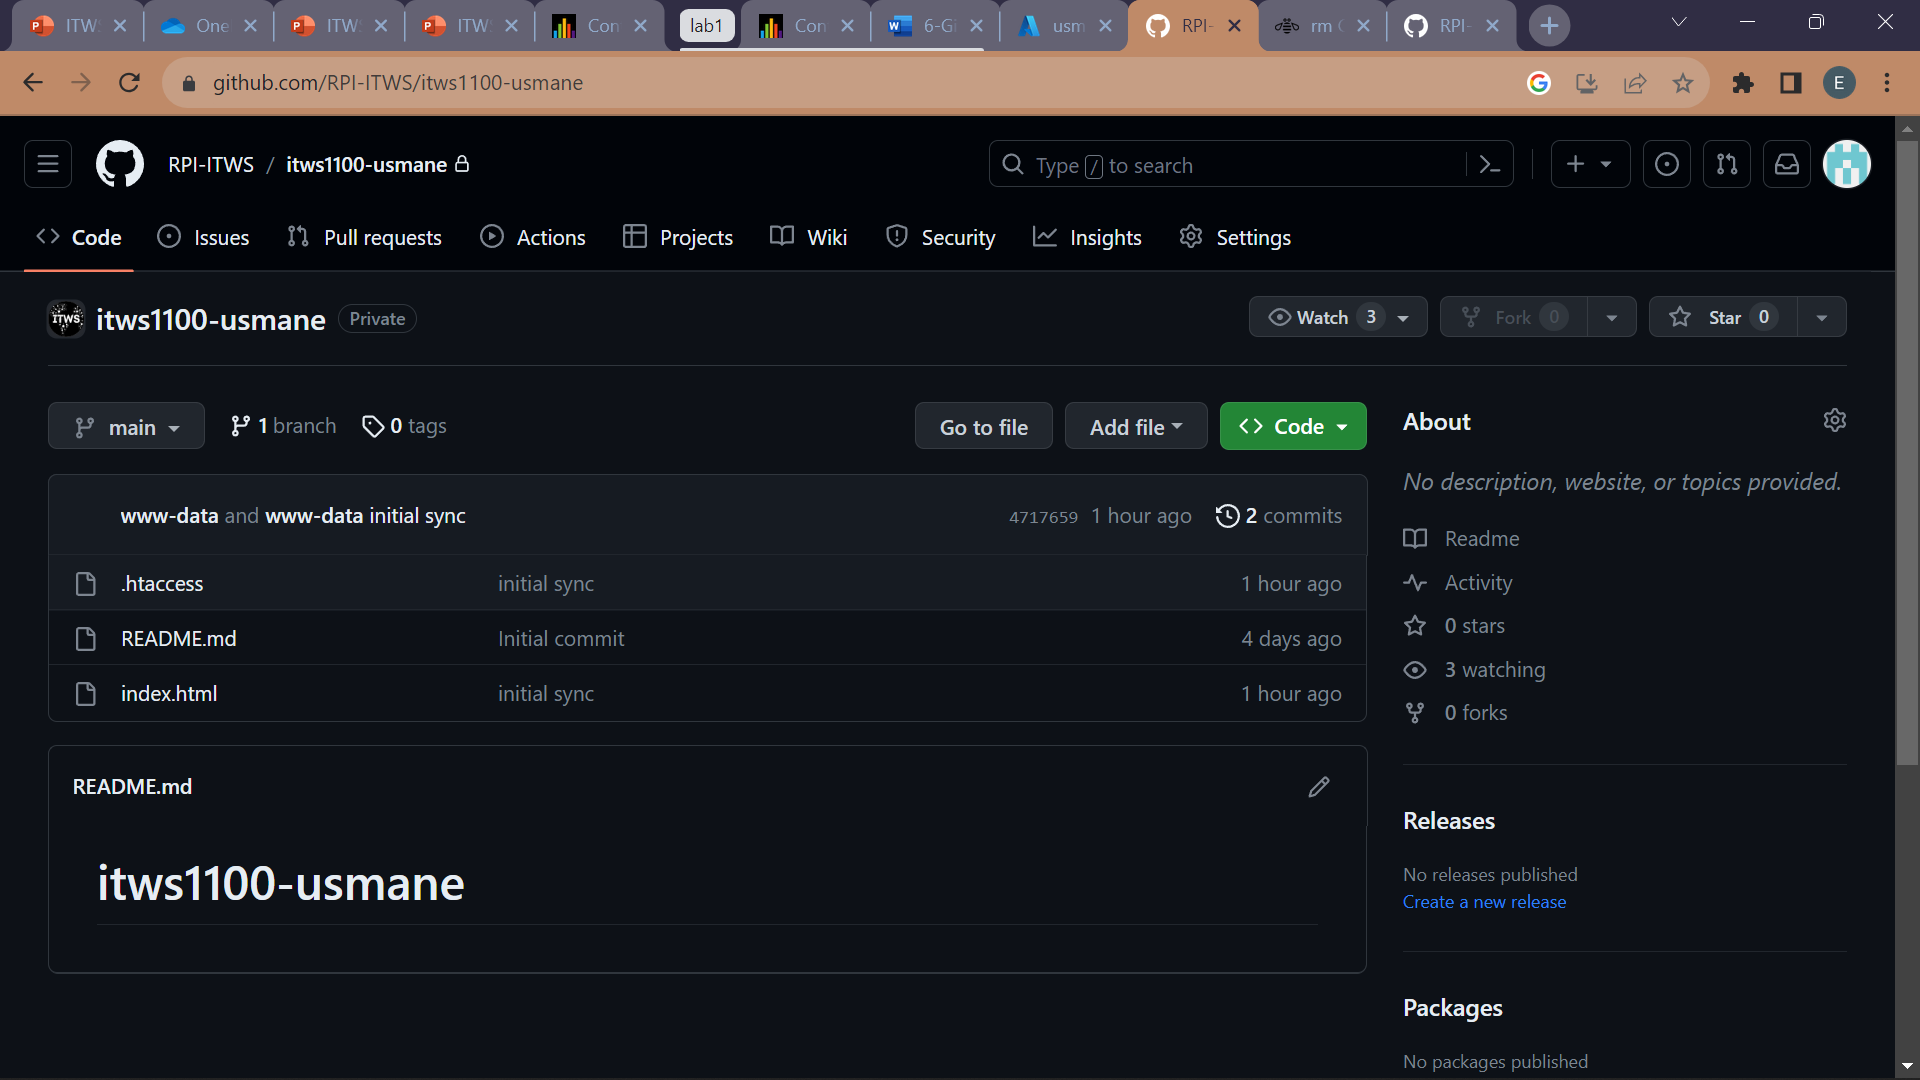 ITWS One ITWS ITWS Con lab1 Con 6-Gi usm RPI- rm RPI-
github.com/RPI-ITWS/itws1100-usmane
E
RPI-ITWS / itws1100-usmane
Type / to search
Code Issues Pull requests Actions Projects Wiki Security Insights Settings
ITWS itws1100-usmane Private
Watch 3 Fork 0 Star 0
main 1 branch 0 tags Go to file Add file Code
www-data and www-data initial sync 4717659 1 hour ago 2 commits
.htaccess initial sync 1 hour ago
README.md Initial commit 4 days ago
index.html initial sync 1 hour ago
README.md
itws1100-usmane
About
No description, website, or topics provided.
Readme
Activity
0 stars
3 watching
0 forks
Releases
No releases published
Create a new release
Packages
No packages published